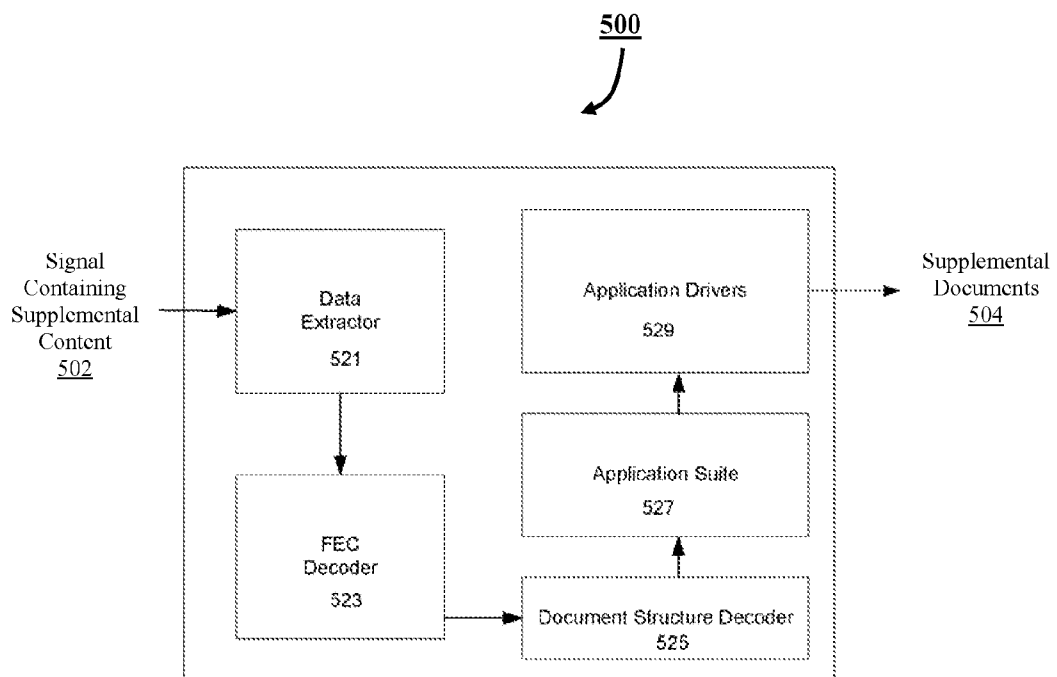 500
Signal
Containing
Supplemental
Content
502
Data
Extractor
521
FEC
Decoder
523
Document Structure Decoder
525
Application Suite
527
Application Drivers
529
Supplemental
Documents
504